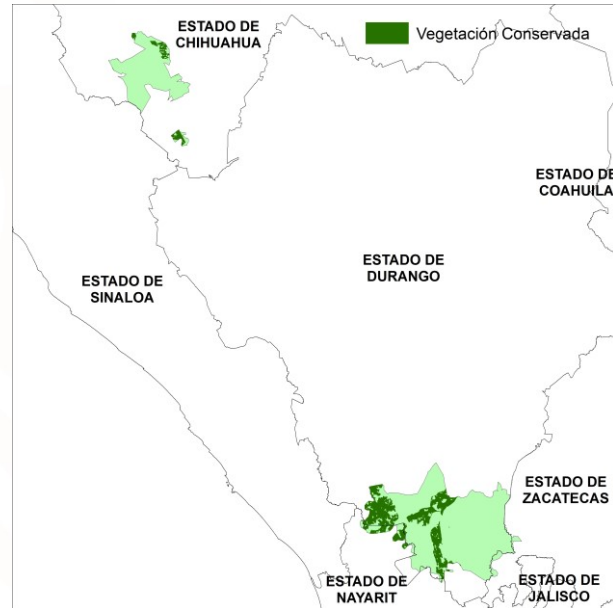 ESTADO DE
CHIHUAHUA
Vegetación Conservada
ESTADO DE
COAHUILA
ESTADO DE
DURANGO
ESTADO DE
SINALOA
ESTADO DE
ZACATECAS
ESTADO DE
NAYARIT
ESTADO DE
JALISCO